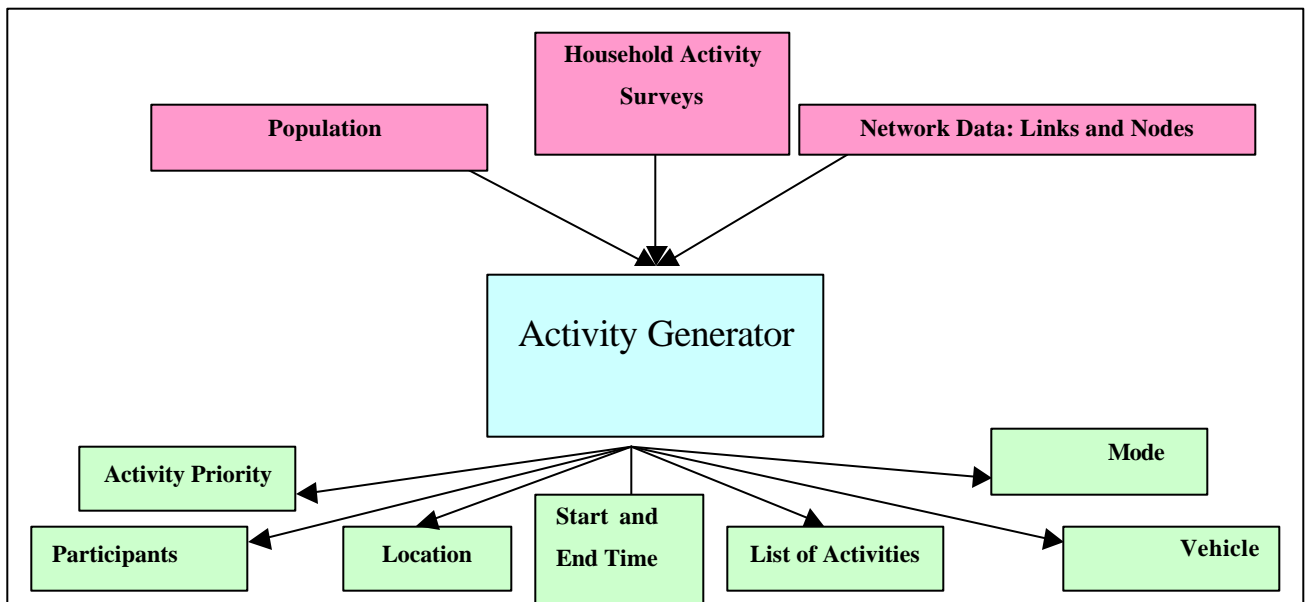 Household Activity
Surveys
Population
Network Data: Links and Nodes
Activity Generator
Activity Priority
Mode
Participants
Location
Start and
End Time
List of Activities
Vehicle